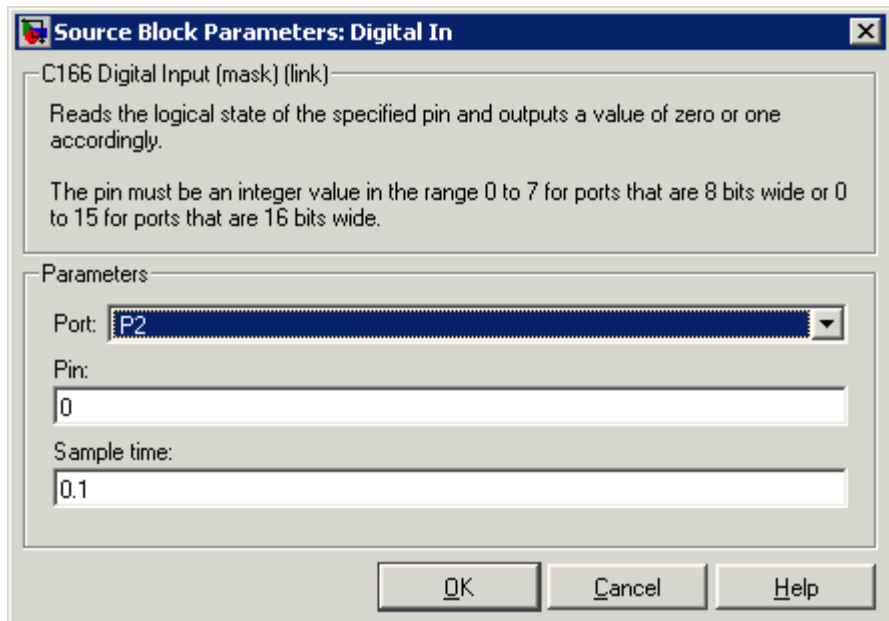 Source Block Parameters: Digital In
C166 Digital Input (mask) (link)
Reads the logical state of the specified pin and outputs a value of zero or one
accordingly.
The pin must be an integer value in the range 0 to 7 for ports that are 8 bits wide or 0
to 15 for ports that are 16 bits wide.
Parameters
Port: P2
Pin:
0
Sample time:
0.1
OK Cancel Help